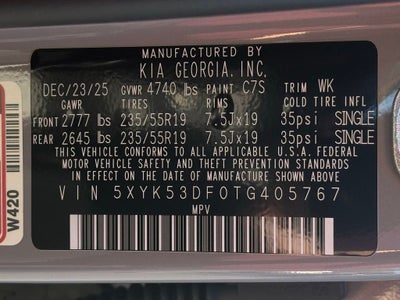 MANUFACTURED BY
KIA GEORGIA, INC.
DEC/23/25 GVWR 4740 lbs PAINT C7S TRIM WK
GAWR TIRES RIMS COLD TIRE INFL
FRONT 2777 lbs 235/55R19 7.5Jx19 35psi SINGLE
REAR 2645 lbs 235/55R19 7.5Jx19 35psi SINGLE
THIS VEHICLE CONFORMS TO ALL APPLICABLE U.S.A. FEDERAL
MOTOR VEHICLE SAFETY AND THEFT PREVENTION STANDARDS
IN EFFECT ON THE DATE OF MANUFACTURE SHOWN ABOVE.
VIN 5XYK53DF0TG405767
MPV
W420